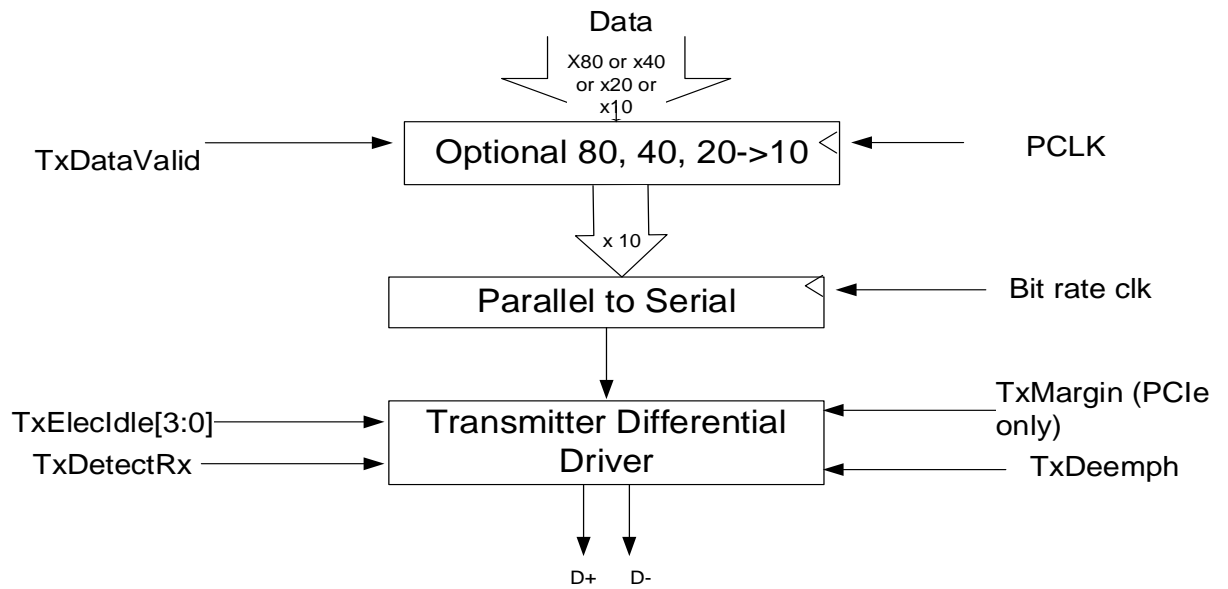 Data
X80 or x40
or x20 or
x10
TxDataValid
Optional 80, 40, 20->10
PCLK
x 10
Parallel to Serial
Bit rate clk
TxElecIdle[3:0]
TxDetectRx
Transmitter Differential
Driver
TxMargin (PCIe
only)
TxDeemph
D+ D-